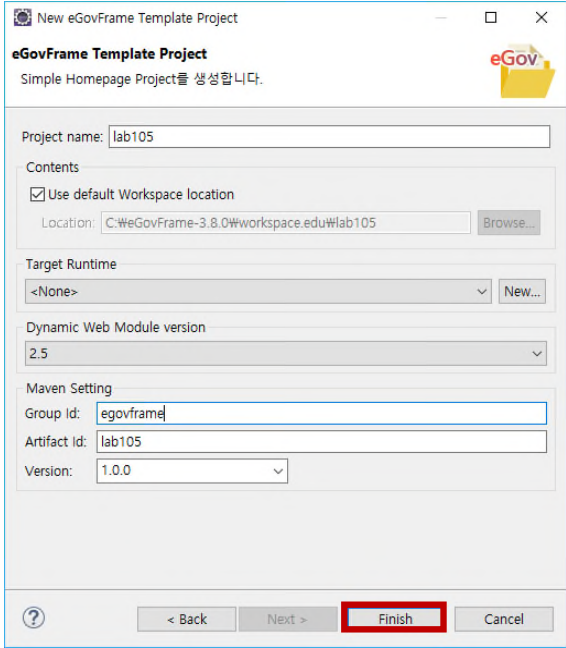 New eGovFrame Template Project
eGovFrame Template Project
Simple Homepage Project를 생성합니다.
eGov
Project name: lab105
Contents
Use default Workspace location
Location: C:₩eGovFrame-3.8.0₩workspace.edu₩lab105 Browse...
Target Runtime
<None> New...
Dynamic Web Module version
2.5
Maven Setting
Group Id: egovframe
Artifact Id: lab105
Version: 1.0.0
? < Back Next > Finish Cancel